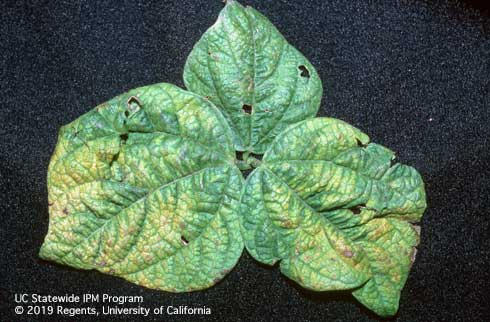 UC Statewide IPM Program
© 2019 Regents, University of California